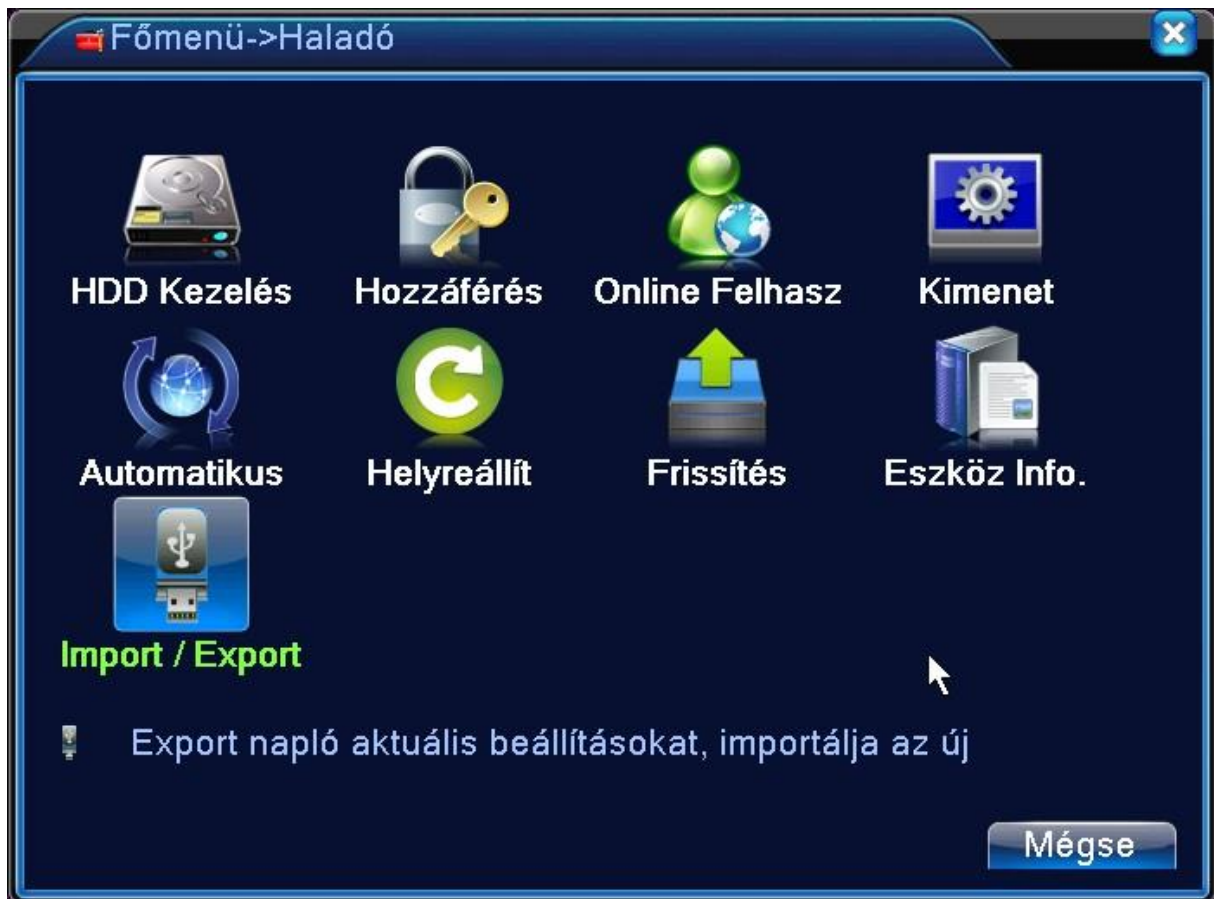 Főmenü->Haladó
HDD Kezelés Hozzáférés Online Felhasz Kimenet
Automatikus Helyreállít Frissítés Eszköz Info.
Import / Export
Export napló aktuális beállításokat, importálja az új
Mégse